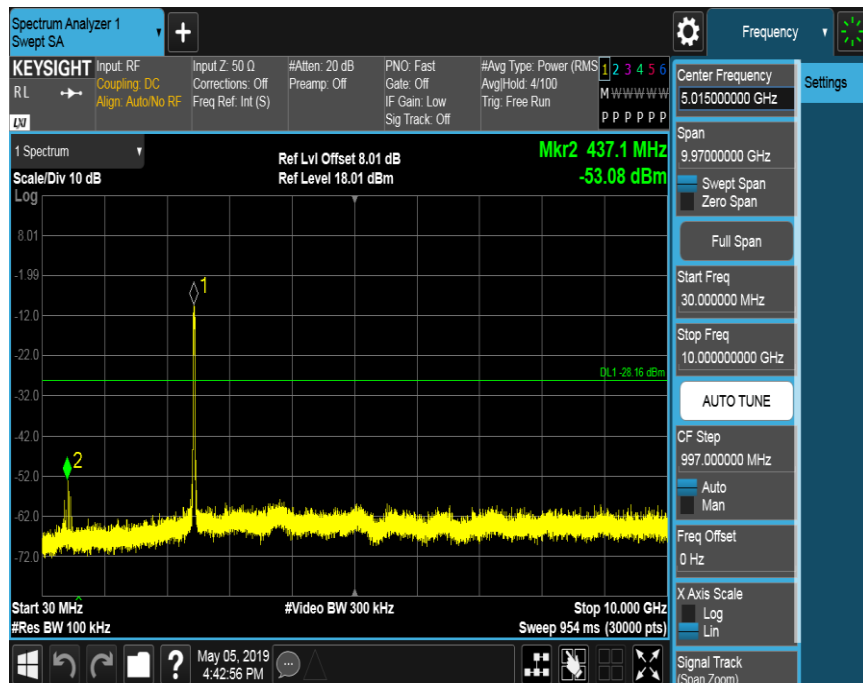 Spectrum Analyzer 1
Swept SA
+
Frequency
KEYSIGHT
RL
LXI
Input: RF
Coupling: DC
Align: Auto/No RF
Input Z: 50 Ω
Corrections: Off
Freq Ref: Int (S)
#Atten: 20 dB
Preamp: Off
PNO: Fast
Gate: Off
IF Gain: Low
Sig Track: Off
#Avg Type: Power (RMS
Avg|Hold: 4/100
Trig: Free Run
1 2 3 4 5 6
M W W W W W
P P P P P P
Center Frequency
5.015000000 GHz
Settings
Span
9.97000000 GHz
Swept Span
Zero Span
Full Span
Start Freq
30.000000 MHz
Stop Freq
10.000000000 GHz
AUTO TUNE
CF Step
997.000000 MHz
Auto
Man
Freq Offset
0 Hz
X Axis Scale
Log
Lin
Signal Track
(Span Zoom)
1 Spectrum
Scale/Div 10 dB
Log
Ref Lvl Offset 8.01 dB
Ref Level 18.01 dBm
Mkr2 437.1 MHz
-53.08 dBm
8.01
-1.99
-12.0
-22.0
-32.0
-42.0
-52.0
-62.0
-72.0
1
2
DL1 -28.16 dBm
Start 30 MHz
#Res BW 100 kHz
#Video BW 300 kHz
Stop 10.000 GHz
Sweep 954 ms (30000 pts)
?
May 05, 2019
4:42:56 PM